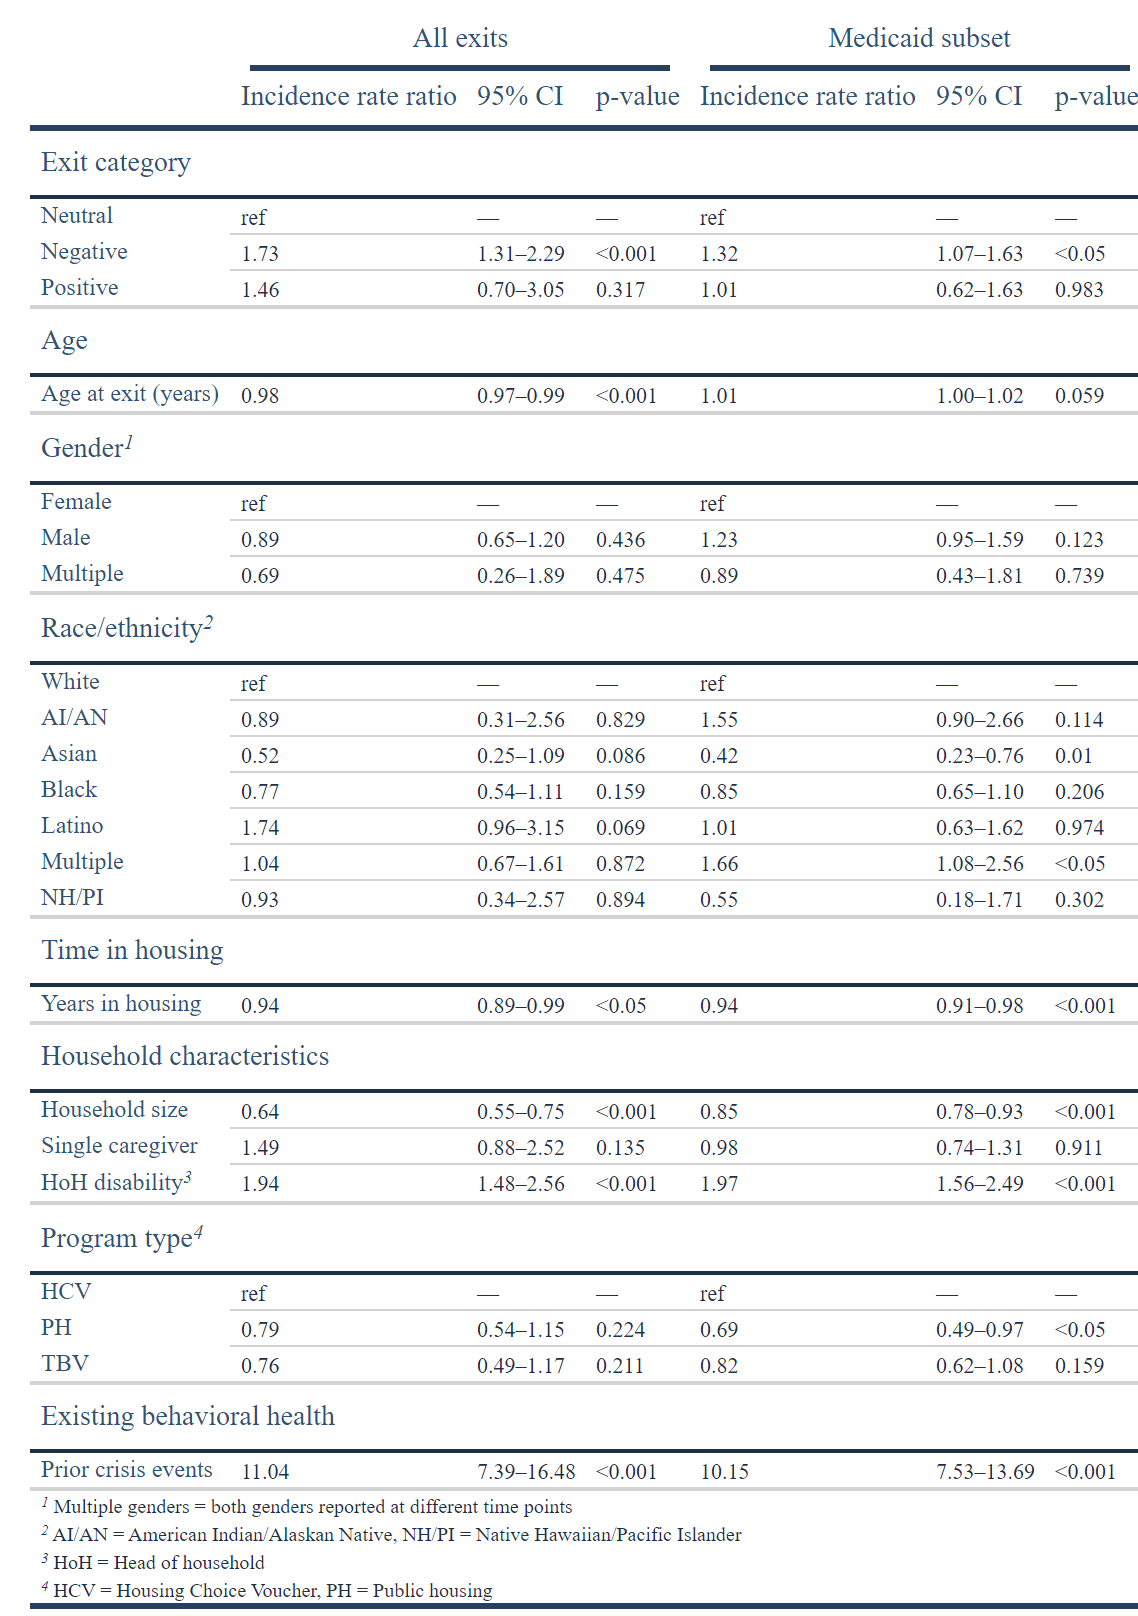 All exits Medicaid subset
Incidence rate ratio 95% CI p-value Incidence rate ratio 95% CI p-value
Exit category
Neutral ref — — ref — —
Negative 1.73 1.31–2.29 <0.001 1.32 1.07–1.63 <0.05
Positive 1.46 0.70–3.05 0.317 1.01 0.62–1.63 0.983
Age
Age at exit (years) 0.98 0.97–0.99 <0.001 1.01 1.00–1.02 0.059
Gender1
Female ref — — ref — —
Male 0.89 0.65–1.20 0.436 1.23 0.95–1.59 0.123
Multiple 0.69 0.26–1.89 0.475 0.89 0.43–1.81 0.739
Race/ethnicity2
White ref — — ref — —
AI/AN 0.89 0.31–2.56 0.829 1.55 0.90–2.66 0.114
Asian 0.52 0.25–1.09 0.086 0.42 0.23–0.76 0.01
Black 0.77 0.54–1.11 0.159 0.85 0.65–1.10 0.206
Latino 1.74 0.96–3.15 0.069 1.01 0.63–1.62 0.974
Multiple 1.04 0.67–1.61 0.872 1.66 1.08–2.56 <0.05
NH/PI 0.93 0.34–2.57 0.894 0.55 0.18–1.71 0.302
Time in housing
Years in housing 0.94 0.89–0.99 <0.05 0.94 0.91–0.98 <0.001
Household characteristics
Household size 0.64 0.55–0.75 <0.001 0.85 0.78–0.93 <0.001
Single caregiver 1.49 0.88–2.52 0.135 0.98 0.74–1.31 0.911
HoH disability3 1.94 1.48–2.56 <0.001 1.97 1.56–2.49 <0.001
Program type4
HCV ref — — ref — —
PH 0.79 0.54–1.15 0.224 0.69 0.49–0.97 <0.05
TBV 0.76 0.49–1.17 0.211 0.82 0.62–1.08 0.159
Existing behavioral health
Prior crisis events 11.04 7.39–16.48 <0.001 10.15 7.53–13.69 <0.001
1 Multiple genders = both genders reported at different time points
2 AI/AN = American Indian/Alaskan Native, NH/PI = Native Hawaiian/Pacific Islander
3 HoH = Head of household
4 HCV = Housing Choice Voucher, PH = Public housing